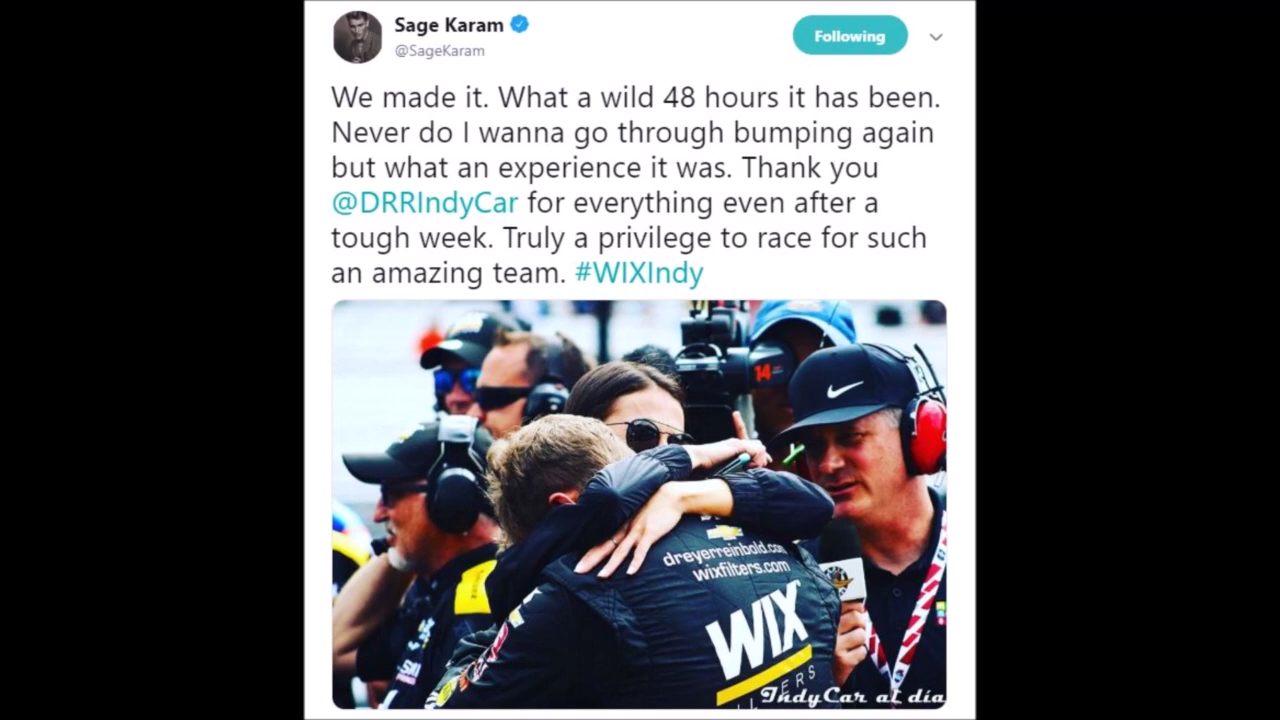 Sage Karam
@SageKaram
Following
We made it. What a wild 48 hours it has been.
Never do I wanna go through bumping again
but what an experience it was. Thank you
@DRRIndyCar for everything even after a
tough week. Truly a privilege to race for such
an amazing team. #WIXIndy
14
dreyerreinbold.com
wixfilters.com
WIX
IndyCar al día